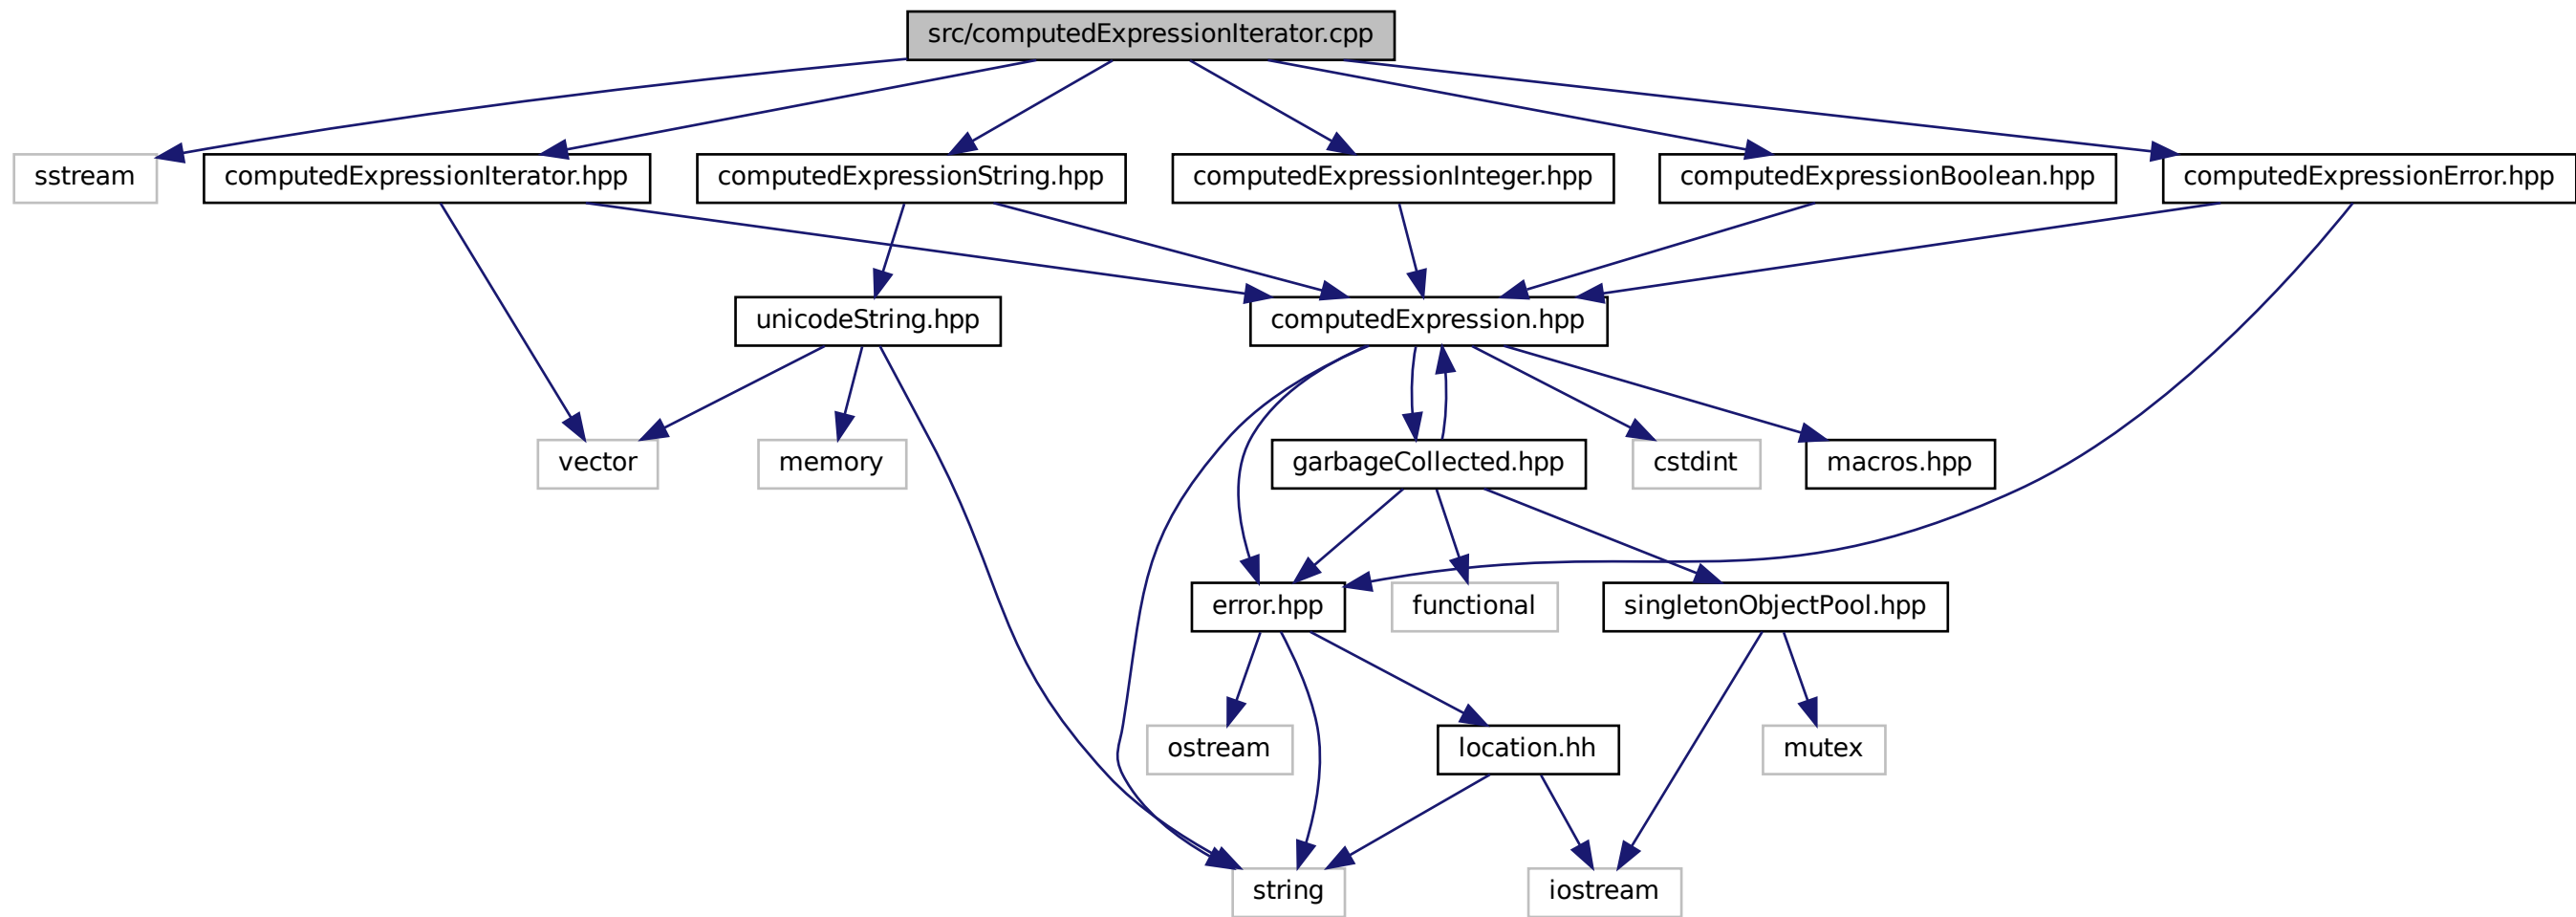 src/computedExpressionIterator.cpp
sstream
computedExpressionIterator.hpp
computedExpressionString.hpp
computedExpressionInteger.hpp
computedExpressionBoolean.hpp
computedExpressionError.hpp
unicodeString.hpp
computedExpression.hpp
vector
memory
garbageCollected.hpp
cstdint
macros.hpp
error.hpp
functional
singletonObjectPool.hpp
ostream
location.hh
mutex
string
iostream